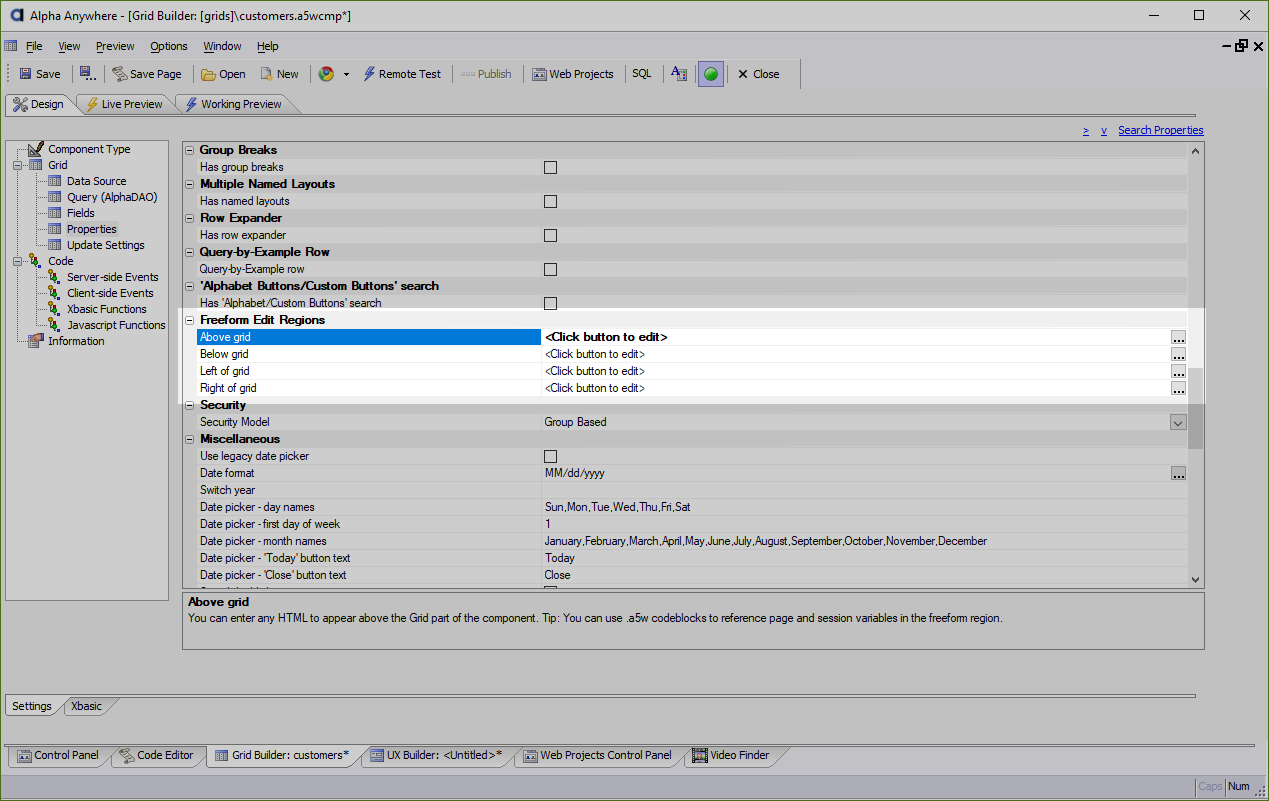 Alpha Anywhere - [Grid Builder: [grids]\customers.a5wcmp*]
File View Preview Options Window Help
Save Save Page Open New Remote Test Publish Web Projects SQL Close
Design Live Preview Working Preview
> v Search Properties
Component Type
Grid
Data Source
Query (AlphaDAO)
Fields
Properties
Update Settings
Code
Server-side Events
Client-side Events
Xbasic Functions
Javascript Functions
Information
Group Breaks
Has group breaks
Multiple Named Layouts
Has named layouts
Row Expander
Has row expander
Query-by-Example Row
Query-by-Example row
'Alphabet Buttons/Custom Buttons' search
Has 'Alphabet/Custom Buttons' search
Freeform Edit Regions
Above grid <Click button to edit> ...
Below grid <Click button to edit> ...
Left of grid <Click button to edit> ...
Right of grid <Click button to edit> ...
Security
Security Model Group Based
Miscellaneous
Use legacy date picker
Date format MM/dd/yyyy ...
Switch year
Date picker - day names Sun,Mon,Tue,Wed,Thu,Fri,Sat
Date picker - first day of week 1
Date picker - month names January,February,March,April,May,June,July,August,September,October,November,December
Date picker - 'Today' button text Today
Date picker - 'Close' button text Close
Above grid
You can enter any HTML to appear above the Grid part of the component. Tip: You can use .a5w codeblocks to reference page and session variables in the freeform region.
Settings Xbasic
Control Panel Code Editor Grid Builder: customers* UX Builder: <Untitled>* Web Projects Control Panel Video Finder
Caps Num